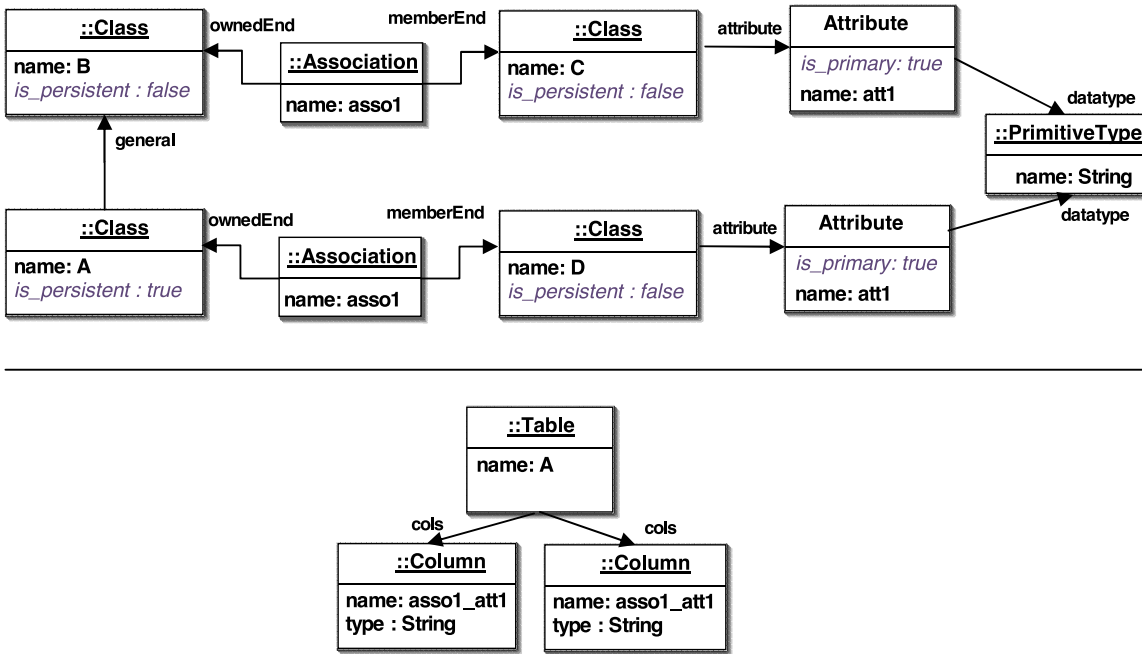 ::Class
name: B
is_persistent : false
ownedEnd
::Association
name: asso1
memberEnd
::Class
name: C
is_persistent : false
attribute
Attribute
is_primary: true
name: att1
datatype
::PrimitiveType
name: String
datatype
general
::Class
name: A
is_persistent : true
ownedEnd
::Association
name: asso1
memberEnd
::Class
name: D
is_persistent : false
attribute
Attribute
is_primary: true
name: att1
::Table
name: A
cols
cols
::Column
name: asso1_att1
type : String
::Column
name: asso1_att1
type : String